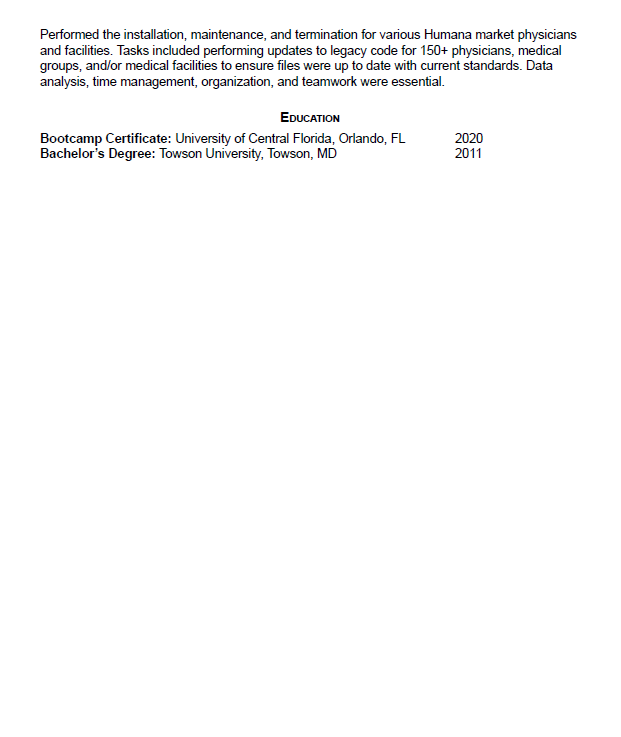 Performed the installation, maintenance, and termination for various Humana market physicians
and facilities. Tasks included performing updates to legacy code for 150+ physicians, medical
groups, and/or medical facilities to ensure files were up to date with current standards. Data
analysis, time management, organization, and teamwork were essential.
EDUCATION
Bootcamp Certificate: University of Central Florida, Orlando, FL 2020
Bachelor’s Degree: Towson University, Towson, MD 2011